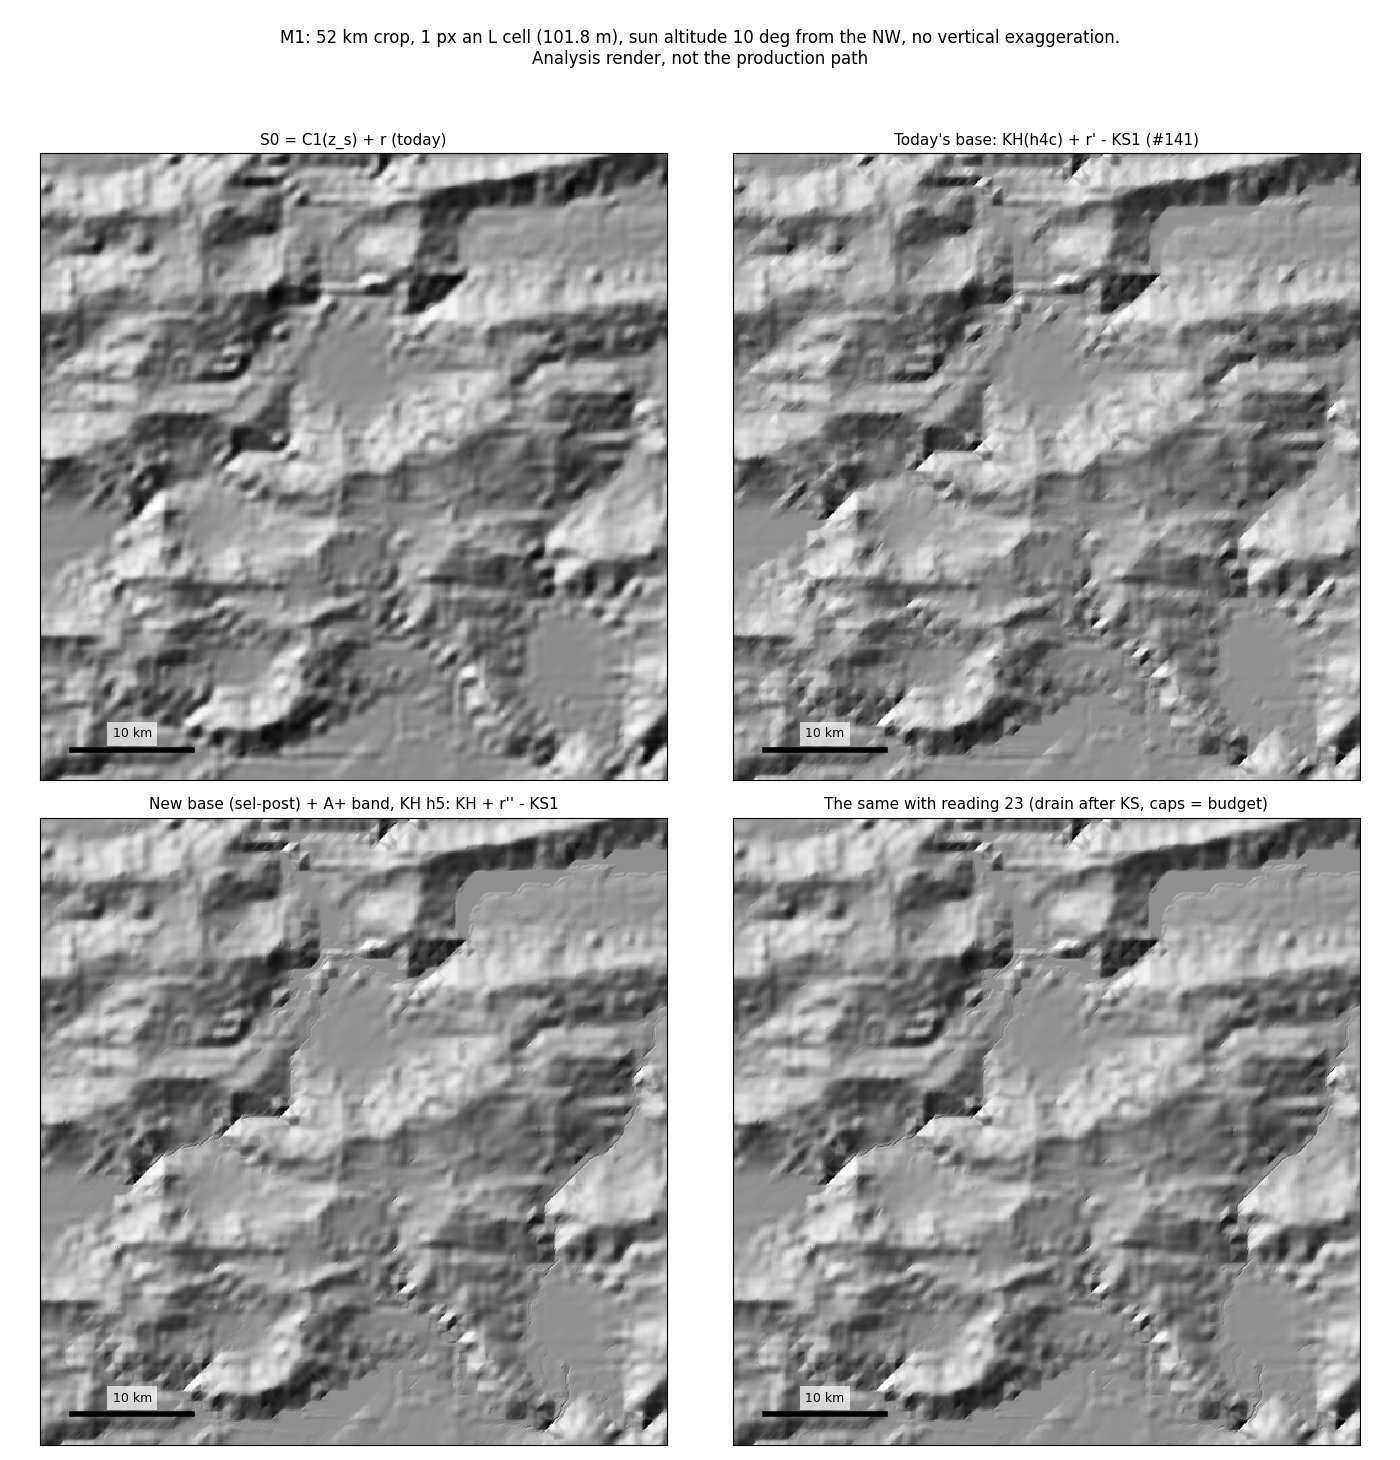 M1: 52 km crop, 1 px an L cell (101.8 m), sun altitude 10 deg from the NW, no vertical exaggeration.
Analysis render, not the production path
S0 = C1(z_s) + r (today)
Today's base: KH(h4c) + r' - KS1 (#141)
10 km
10 km
New base (sel-post) + A+ band, KH h5: KH + r'' - KS1
The same with reading 23 (drain after KS, caps = budget)
10 km
10 km